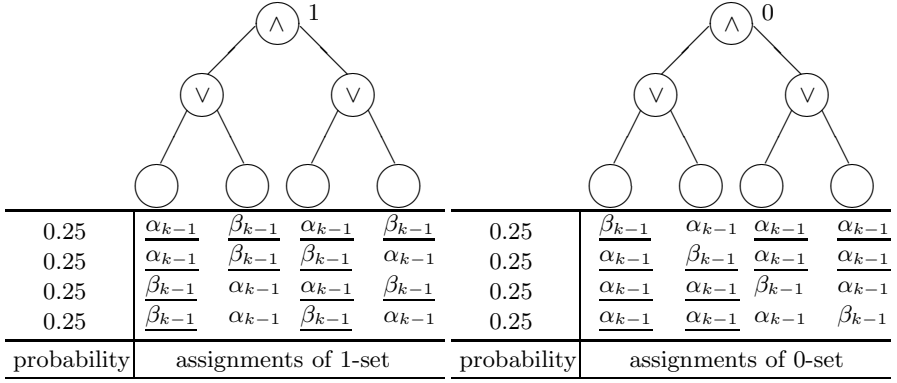 ∧ 1 ∧ 0
∨ ∨ ∨ ∨
0.25 α_{k−1} β_{k−1} α_{k−1} β_{k−1} 0.25 β_{k−1} α_{k−1} α_{k−1} α_{k−1}
0.25 α_{k−1} β_{k−1} β_{k−1} α_{k−1} 0.25 α_{k−1} β_{k−1} α_{k−1} α_{k−1}
0.25 β_{k−1} α_{k−1} α_{k−1} β_{k−1} 0.25 α_{k−1} α_{k−1} β_{k−1} α_{k−1}
0.25 β_{k−1} α_{k−1} β_{k−1} α_{k−1} 0.25 α_{k−1} α_{k−1} α_{k−1} β_{k−1}
probability assignments of 1-set probability assignments of 0-set